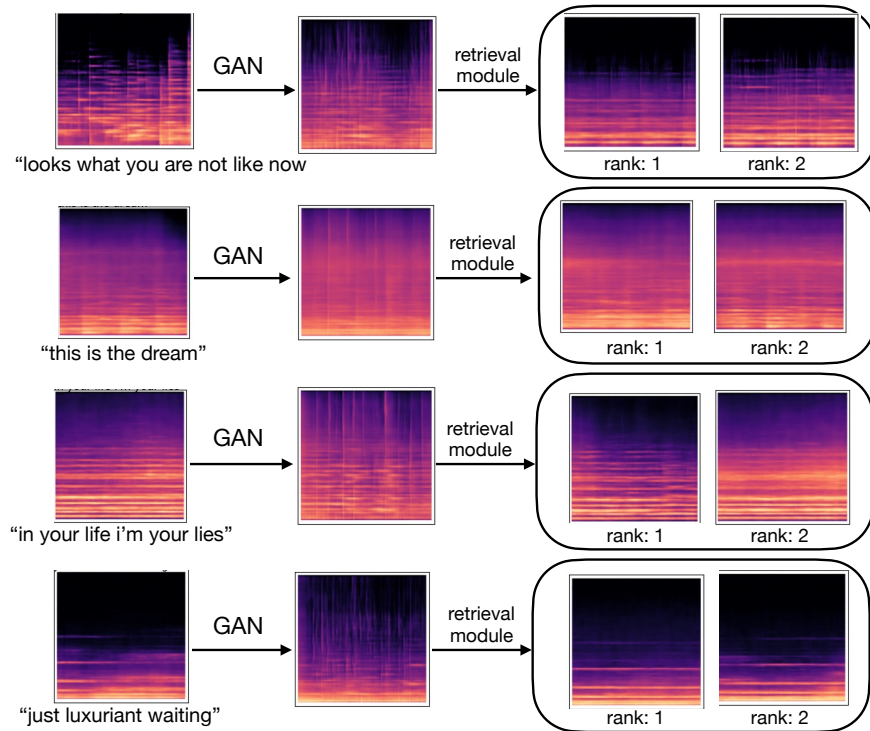 GAN
retrieval
module
rank: 1
rank: 2
“looks what you are not like now
GAN
retrieval
module
rank: 1
rank: 2
“this is the dream”
GAN
retrieval
module
rank: 1
rank: 2
“in your life i’m your lies”
GAN
retrieval
module
rank: 1
rank: 2
“just luxuriant waiting”